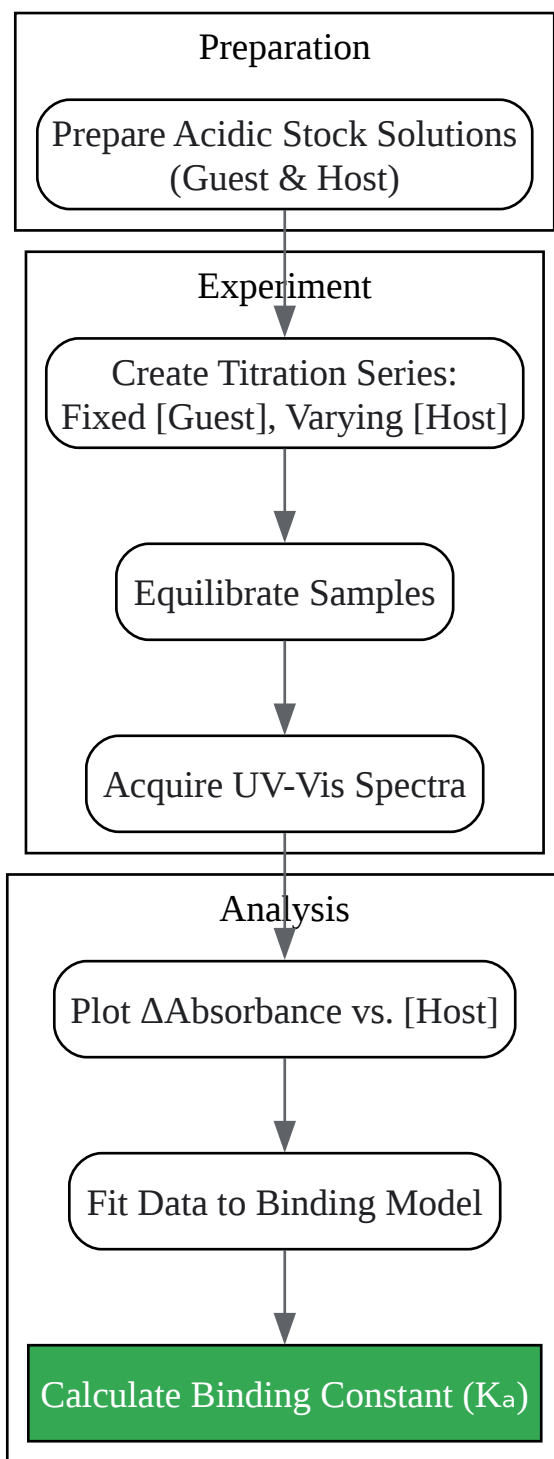 Preparation
Prepare Acidic Stock Solutions
(Guest & Host)
Experiment
Create Titration Series:
Fixed [Guest], Varying [Host]
Equilibrate Samples
Acquire UV-Vis Spectra
Analysis
Plot ΔAbsorbance vs. [Host]
Fit Data to Binding Model
Calculate Binding Constant (Kₐ)